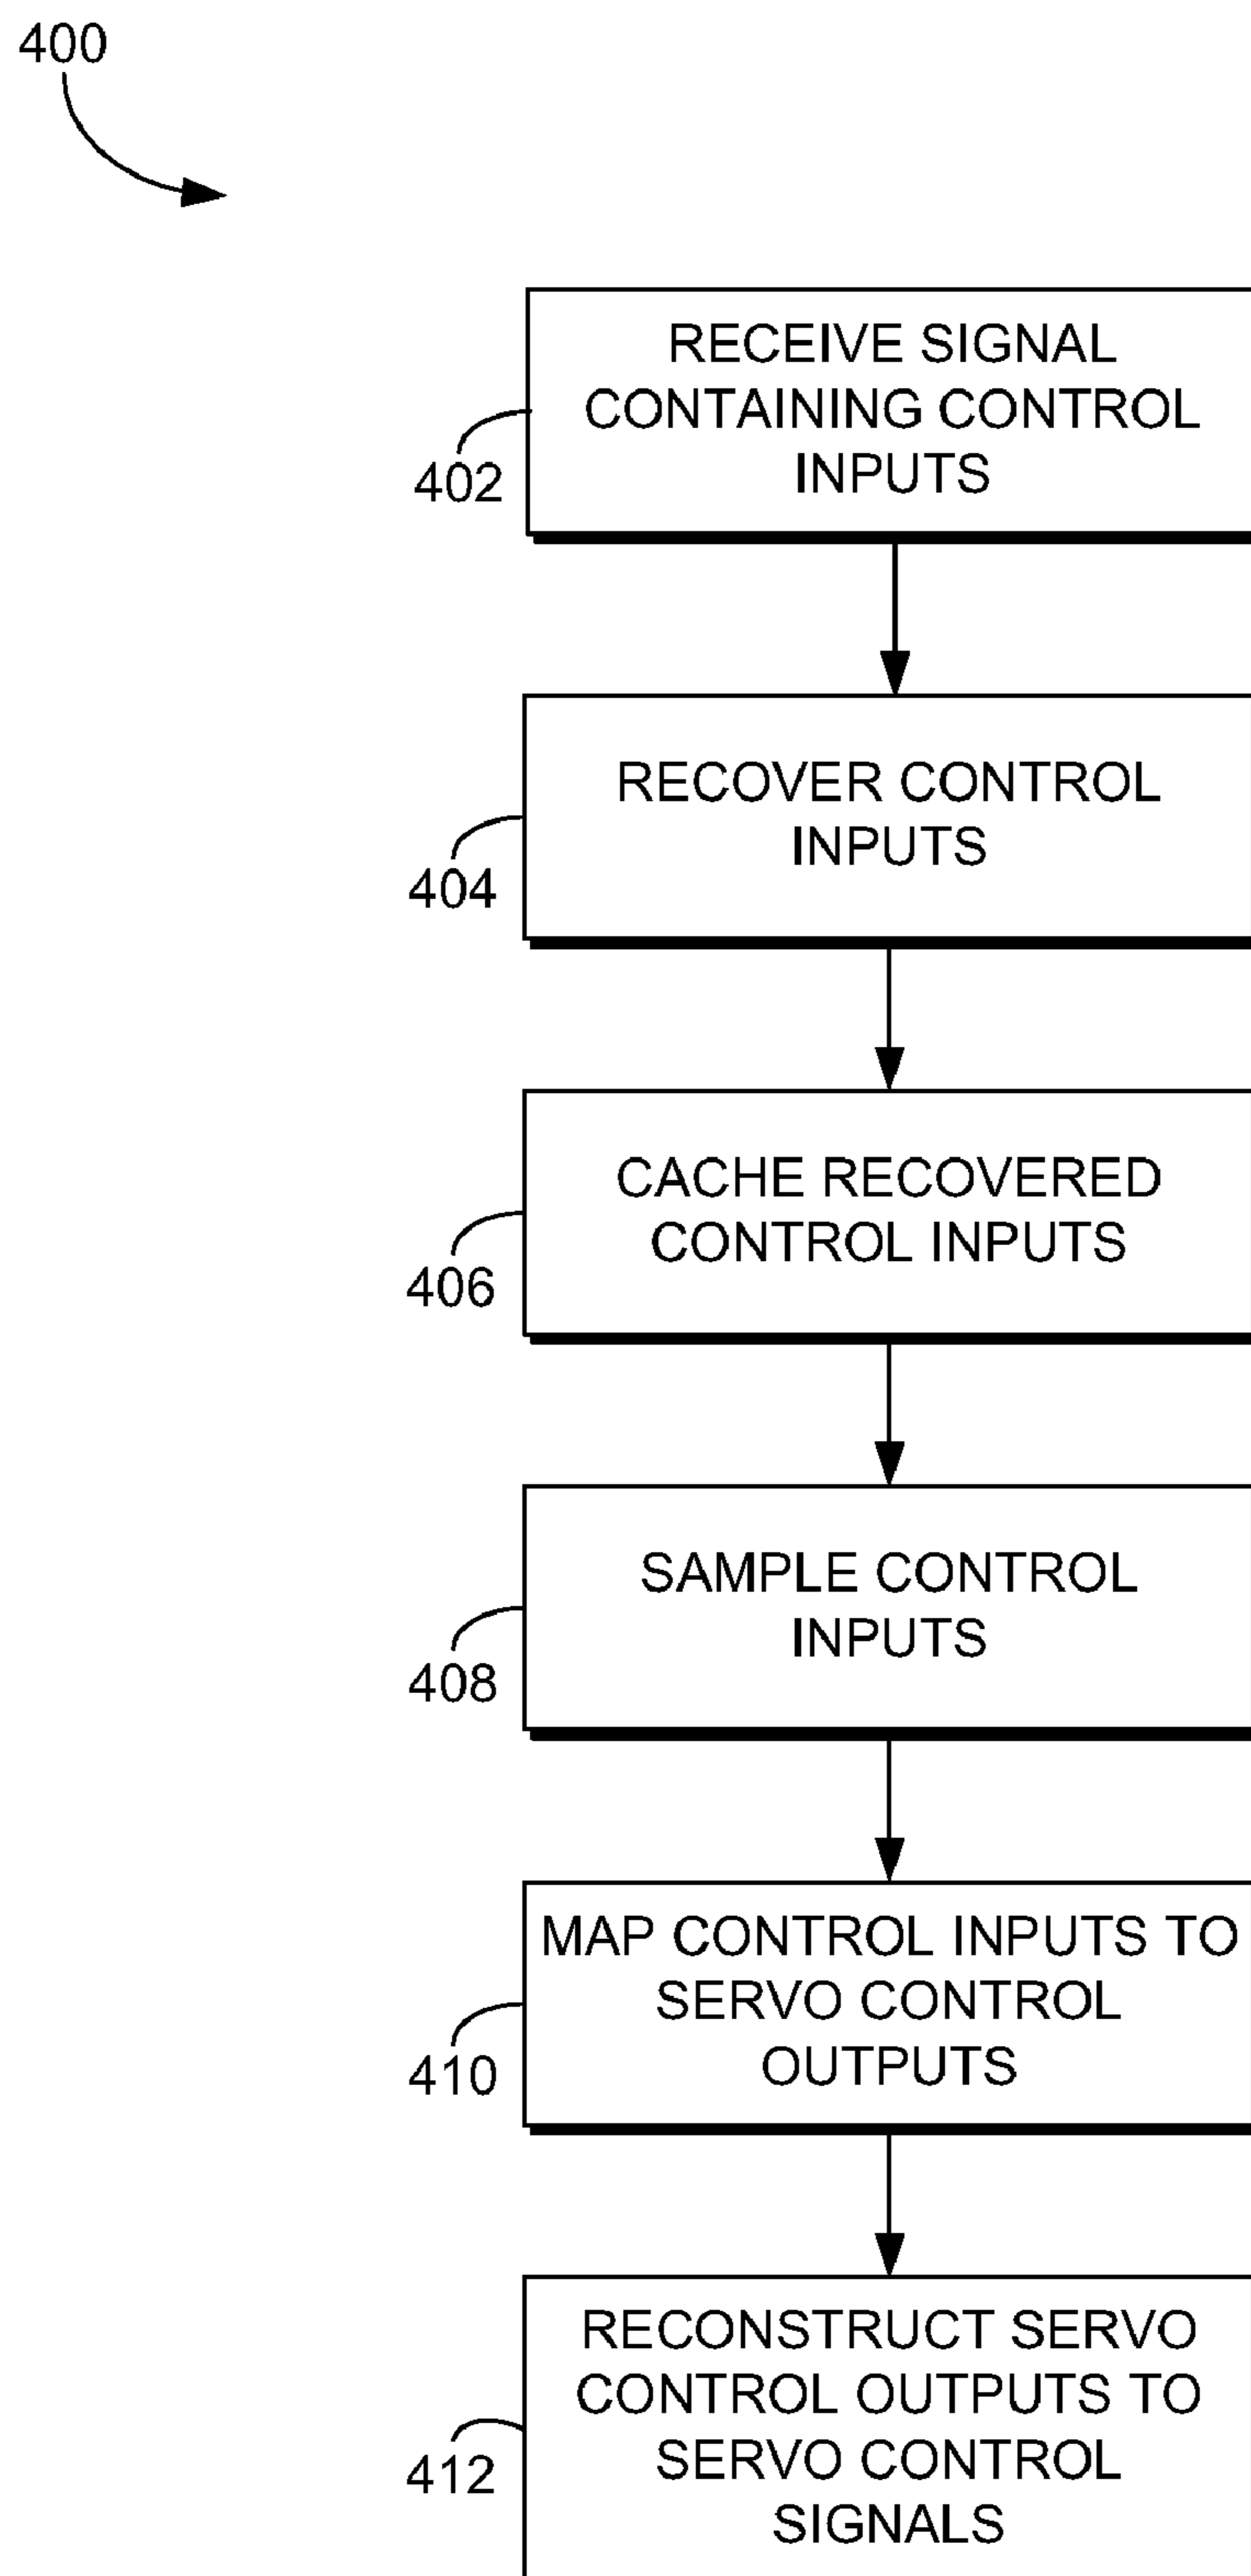 400
RECEIVE SIGNAL
CONTAINING CONTROL
INPUTS
402
RECOVER CONTROL
INPUTS
404
CACHE RECOVERED
CONTROL INPUTS
406
SAMPLE CONTROL
INPUTS
408
MAP CONTROL INPUTS TO
SERVO CONTROL
OUTPUTS
410
RECONSTRUCT SERVO
CONTROL OUTPUTS TO
SERVO CONTROL
SIGNALS
412